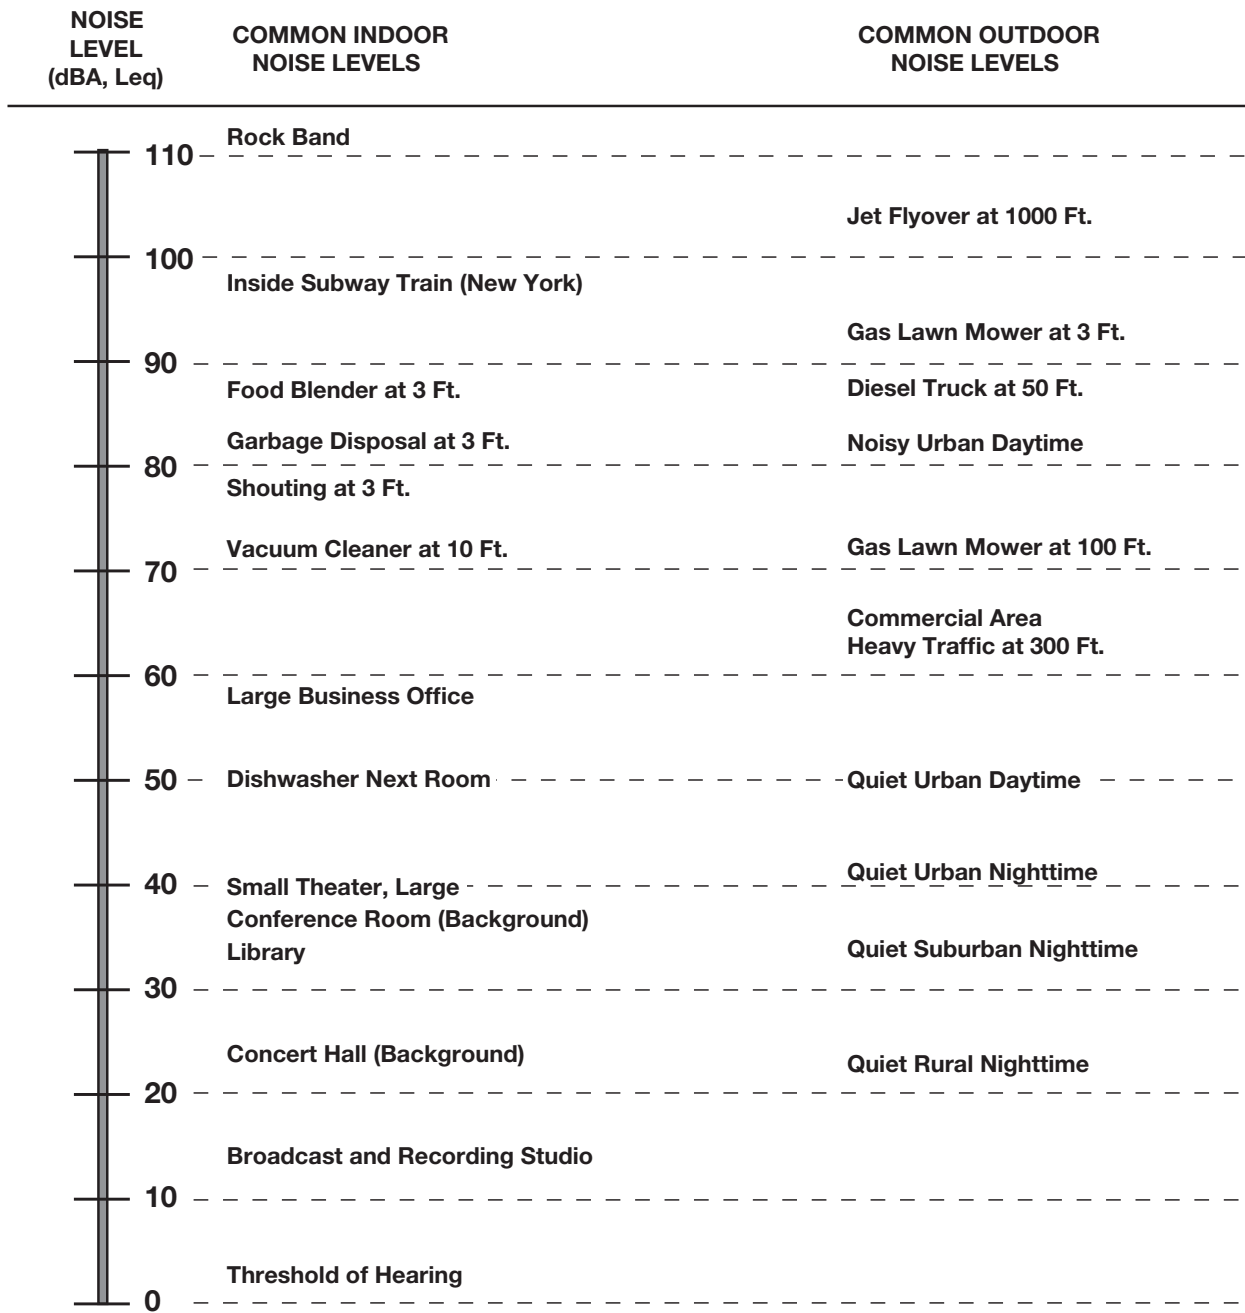 NOISE
LEVEL
(dBA, Leq)
COMMON INDOOR
NOISE LEVELS
COMMON OUTDOOR
NOISE LEVELS
Rock Band
110
Jet Flyover at 1000 Ft.
100
Inside Subway Train (New York)
Gas Lawn Mower at 3 Ft.
90
Food Blender at 3 Ft.
Diesel Truck at 50 Ft.
Garbage Disposal at 3 Ft.
Noisy Urban Daytime
80
Shouting at 3 Ft.
Vacuum Cleaner at 10 Ft.
Gas Lawn Mower at 100 Ft.
70
Commercial Area
Heavy Traffic at 300 Ft.
60
Large Business Office
50
Dishwasher Next Room
Quiet Urban Daytime
Quiet Urban Nighttime
40
Small Theater, Large
Conference Room (Background)
Library
Quiet Suburban Nighttime
30
Concert Hall (Background)
Quiet Rural Nighttime
20
Broadcast and Recording Studio
10
Threshold of Hearing
0